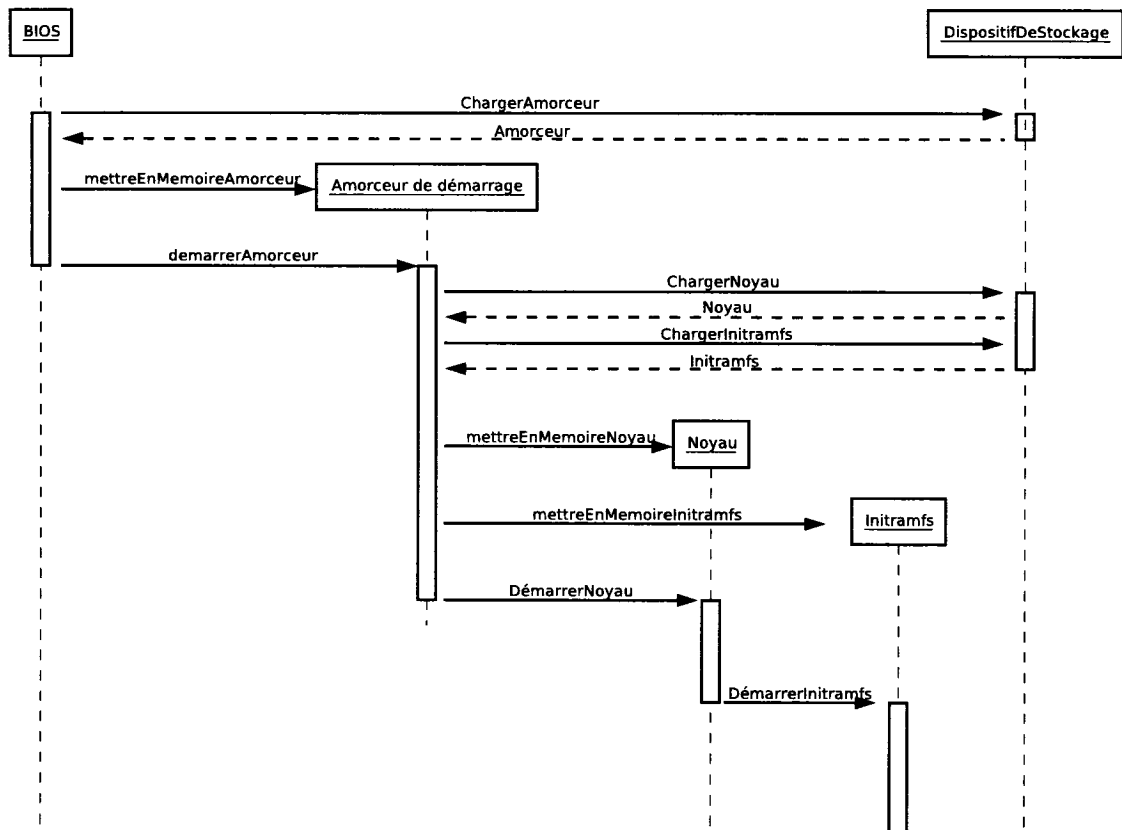 BIOS
DispositifDeStockage
ChargerAmorceur
Amorceur
mettreEnMemoireAmorceur
Amorceur de démarrage
demarrerAmorceur
ChargerNoyau
Noyau
ChargerInitramfs
Initramfs
mettreEnMemoireNoyau
Noyau
mettreEnMemoireInitramfs
Initramfs
DémarrerNoyau
DémarrerInitramfs